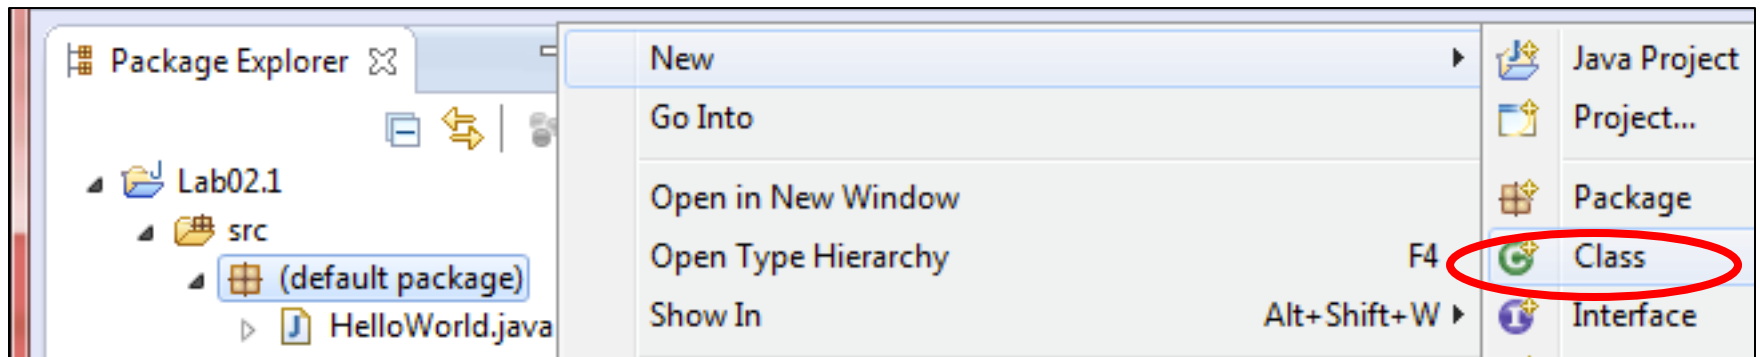 Package Explorer
Lab02.1
src
(default package)
HelloWorld.java
New
Go Into
Open in New Window
Open Type Hierarchy F4
Show In Alt+Shift+W
Java Project
Project...
Package
Class
Interface